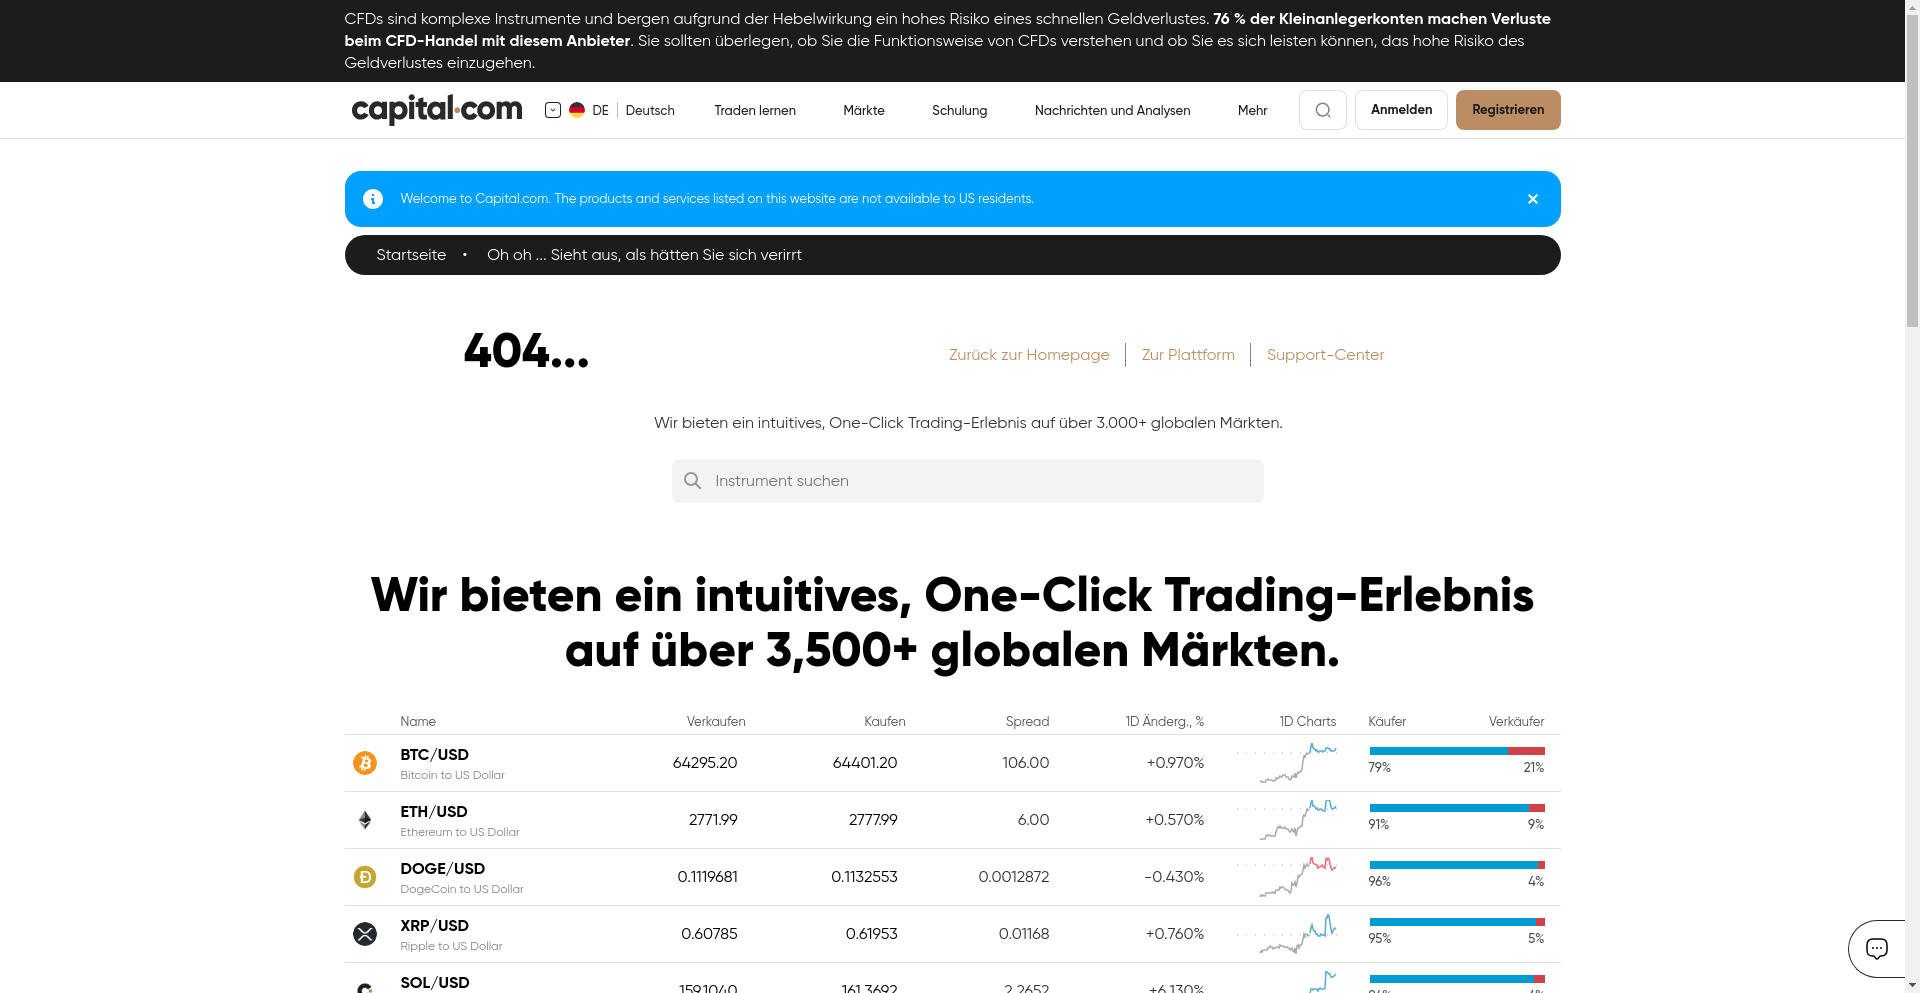 CFDs sind komplexe Instrumente und bergen aufgrund der Hebelwirkung ein hohes Risiko eines schnellen Geldverlustes. 76 % der Kleinanlegerkonten machen Verluste
beim CFD-Handel mit diesem Anbieter. Sie sollten überlegen, ob Sie die Funktionsweise von CFDs verstehen und ob Sie es sich leisten können, das hohe Risiko des
Geldverlustes einzugehen.
capital.com DE Deutsch Traden lernen Märkte Schulung Nachrichten und Analysen Mehr Anmelden Registrieren
Welcome to Capital.com. The products and services listed on this website are not available to US residents.
Startseite • Oh oh ... Sieht aus, als hätten Sie sich verirrt
404...
Zurück zur Homepage Zur Plattform Support-Center
Wir bieten ein intuitives, One-Click Trading-Erlebnis auf über 3.000+ globalen Märkten.
Instrument suchen
Wir bieten ein intuitives, One-Click Trading-Erlebnis
auf über 3,500+ globalen Märkten.
Name Verkaufen Kaufen Spread 1D Änderg., % 1D Charts Käufer Verkäufer
BTC/USD 64295.20 64401.20 106.00 +0.970% 79% 21%
Bitcoin to US Dollar
ETH/USD 2771.99 2777.99 6.00 +0.570% 91% 9%
Ethereum to US Dollar
DOGE/USD 0.1119681 0.1132553 0.0012872 -0.430% 96% 4%
DogeCoin to US Dollar
XRP/USD 0.60785 0.61953 0.01168 +0.760% 95% 5%
Ripple to US Dollar
SOL/USD 159.1040 161.3692 2.2652 +6.130%